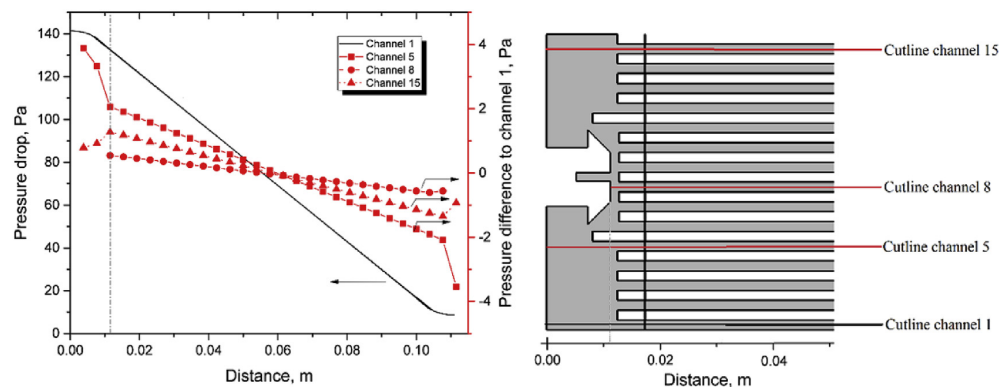 Pressure drop, Pa
140
120
100
80
60
40
20
0
0.00
0.02
0.04
0.06
0.08
0.10
Distance, m
Channel 1
Channel 5
Channel 8
Channel 15
4
2
0
-2
-4
Pressure difference to channel 1, Pa
Cutline channel 15
Cutline channel 8
Cutline channel 5
Cutline channel 1
0
0.02
0.04
Distance, m